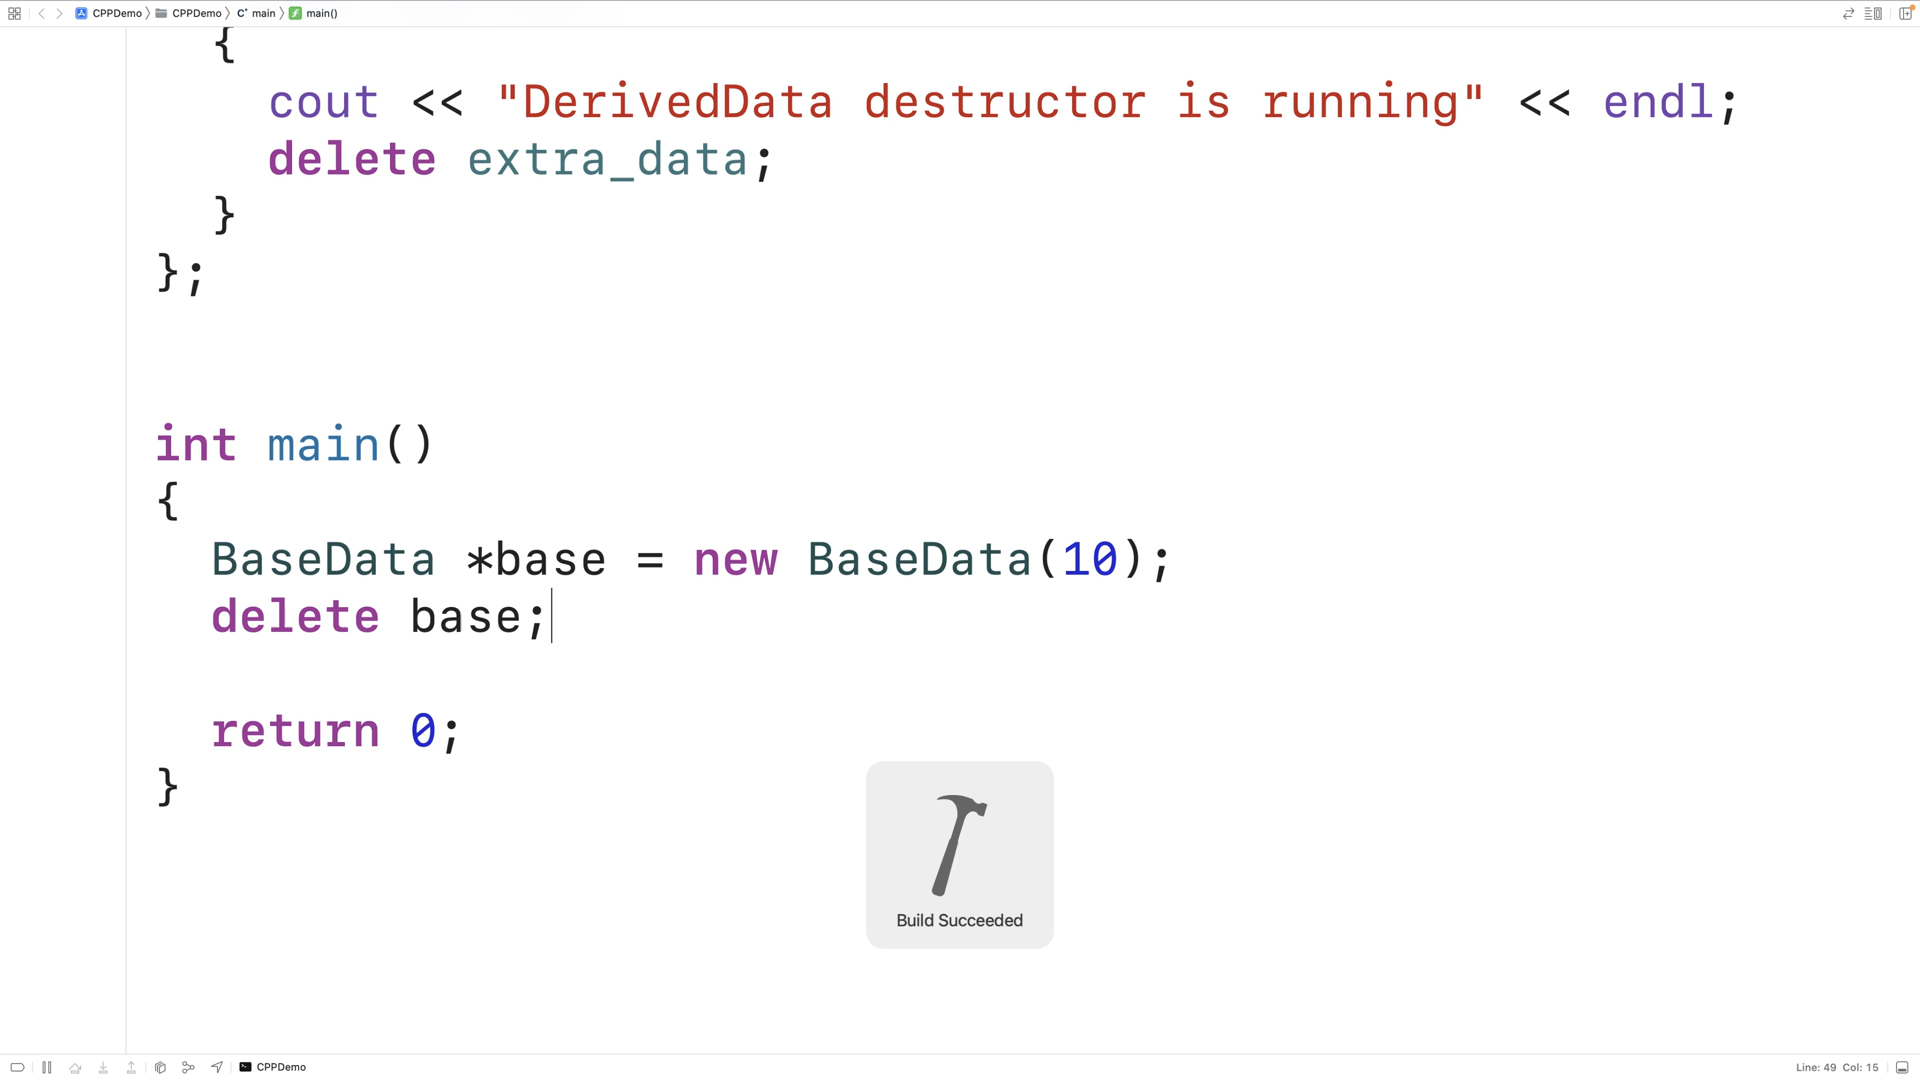 CPPDemo CPPDemo C+ main f main()
{
cout << "DerivedData destructor is running" << endl;
delete extra_data;
}
};
int main()
{
BaseData *base = new BaseData(10);
delete base;
return 0;
}
Build Succeeded
CPPDemo Line: 49 Col: 15